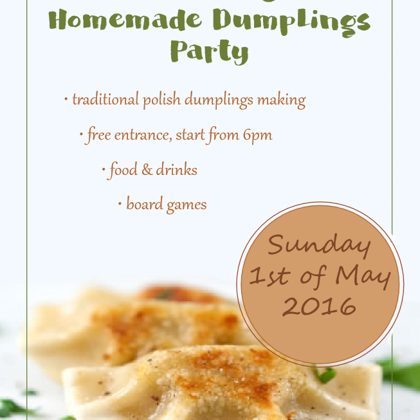 Homemade Dumplings
Party
• traditional polish dumplings making
• free entrance, start from 6pm
• food & drinks
• board games
Sunday
1st of May
2016